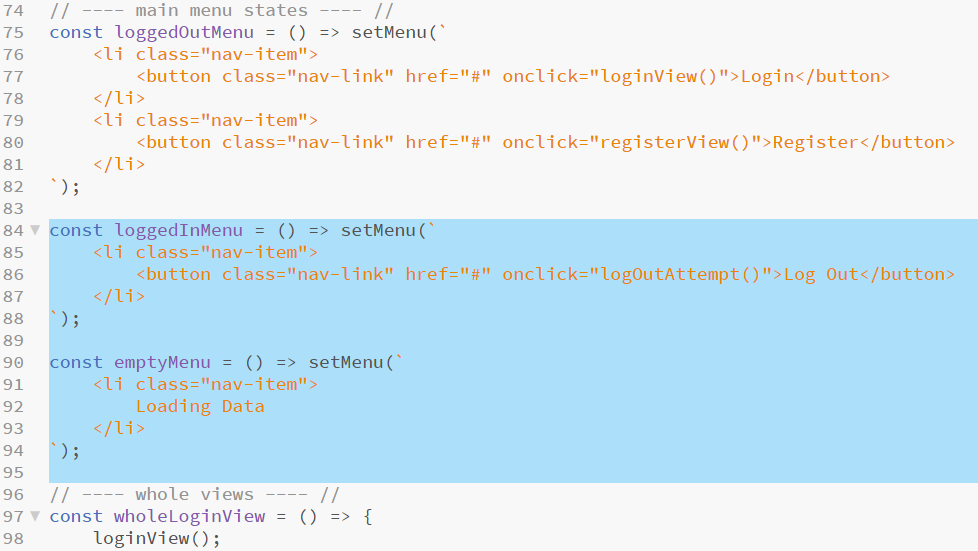 74 // ---- main menu states ---- //
75 const loggedOutMenu = () => setMenu(`
76     <li class="nav-item">
77         <button class="nav-link" href="#" onclick="loginView()">Login</button>
78     </li>
79     <li class="nav-item">
80         <button class="nav-link" href="#" onclick="registerView()">Register</button>
81     </li>
82 `);
83
84 ▼ const loggedInMenu = () => setMenu(`
85     <li class="nav-item">
86         <button class="nav-link" href="#" onclick="logOutAttempt()">Log Out</button>
87     </li>
88 `);
89
90 const emptyMenu = () => setMenu(`
91     <li class="nav-item">
92         Loading Data
93     </li>
94 `);
95
96 // ---- whole views ---- //
97 ▼ const wholeLoginView = () => {
98     loginView();